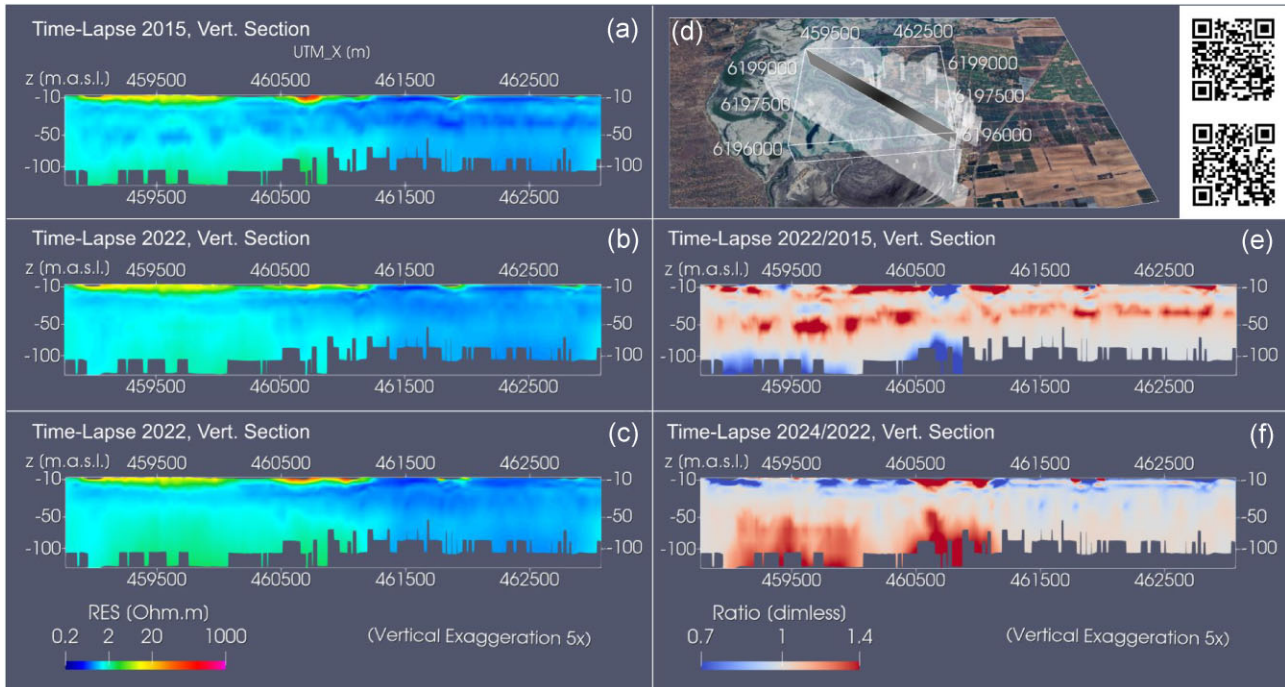 Time-Lapse 2015, Vert. Section
(a)
UTM_X [m]
z [m.a.s.l.] 459500 460500 461500 462500
-10 -10
-50 -50
-100 -100
459500 460500 461500 462500
(d)
459500 462500
6199000 6199000
6197500 6197500
6196000 6196000
Time-Lapse 2022, Vert. Section
(b)
z [m.a.s.l.] 459500 460500 461500 462500
-10 -10
-50 -50
-100 -100
459500 460500 461500 462500
Time-Lapse 2022/2015, Vert. Section
(e)
z [m.a.s.l.] 459500 460500 461500 462500
-10 -10
-50 -50
-100 -100
459500 460500 461500 462500
Time-Lapse 2022, Vert. Section
(c)
z [m.a.s.l.] 459500 460500 461500 462500
-10 -10
-50 -50
-100 -100
459500 460500 461500 462500
RES [Ohm.m]
0.2 2 20 1000
(Vertical Exaggeration 5x)
Time-Lapse 2024/2022, Vert. Section
(f)
z [m.a.s.l.] 459500 460500 461500 462500
-10 -10
-50 -50
-100 -100
459500 460500 461500 462500
Ratio [dimless]
0.7 1 1.4
(Vertical Exaggeration 5x)